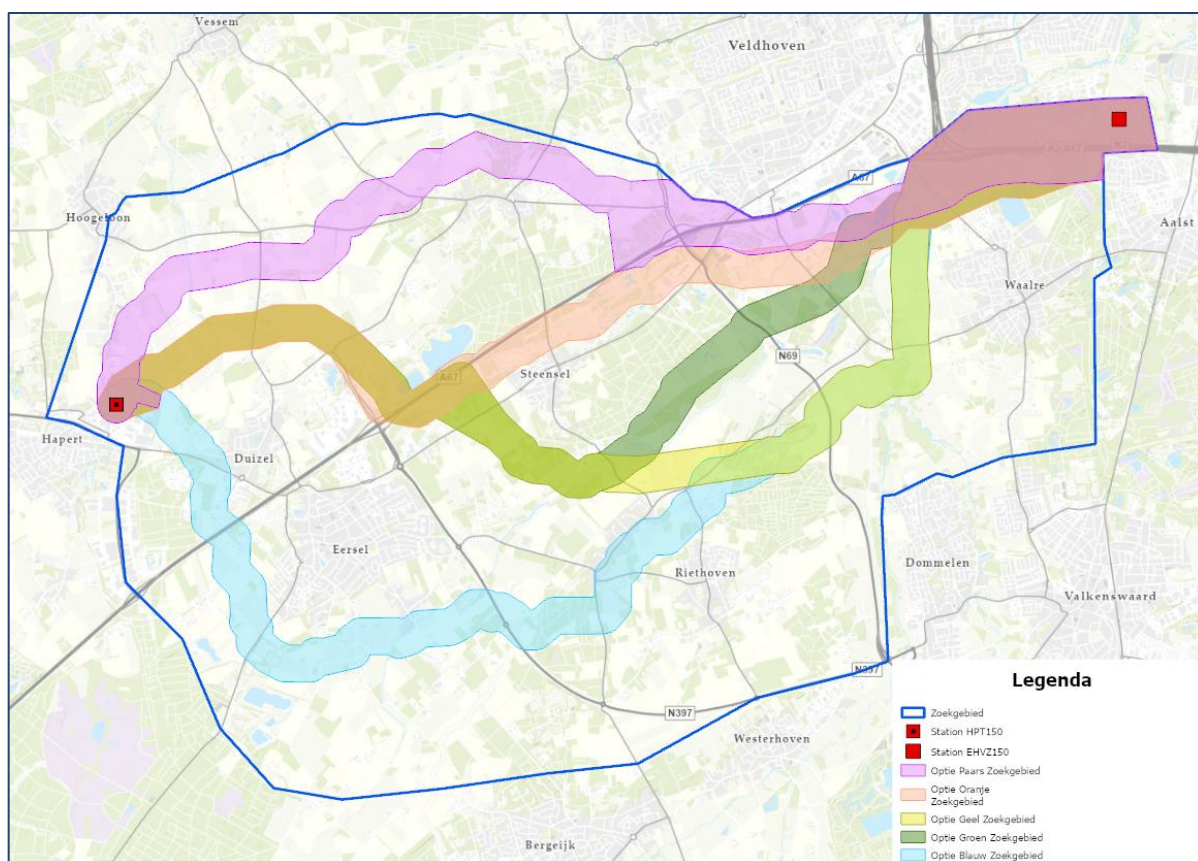 Vessem
Veldhoven
A2/A67
A67
Hoogeloon
Aalst
Waalre
N69
A67
Steensel
Hapert
Duizel
Eersel
Riethoven
Dommelen
Valkenswaard
N397
N397
Westerhoven
Bergeijk
Legenda
Zoekgebied
Station HPT150
Station EHVZ150
Optie Paars Zoekgebied
Optie Oranje
Zoekgebied
Optie Geel Zoekgebied
Optie Groen Zoekgebied
Optie Blauw Zoekgebied